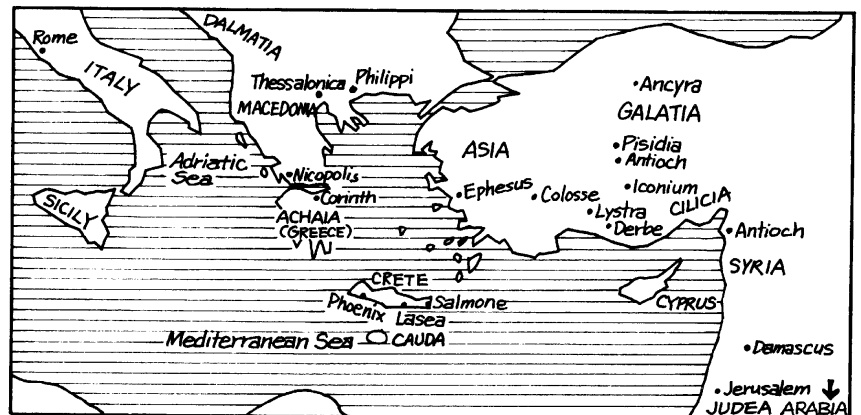 DALMATIA
Rome
ITALY
Thessalonica
Philippi
MACEDONIA
Ancyra
GALATIA
ASIA
Pisidia
Antioch
Adriatic
Sea
Nicopolis
Corinth
Ephesus
Colosse
Iconium
CILICIA
SICILY
ACHAIA
(GREECE)
Lystra
Derbe
Antioch
SYRIA
CRETE
Phoenix
Lasea
Salmone
CYPRUS
Mediterranean Sea
CAUDA
Damascus
Jerusalem
JUDEA ARABIA